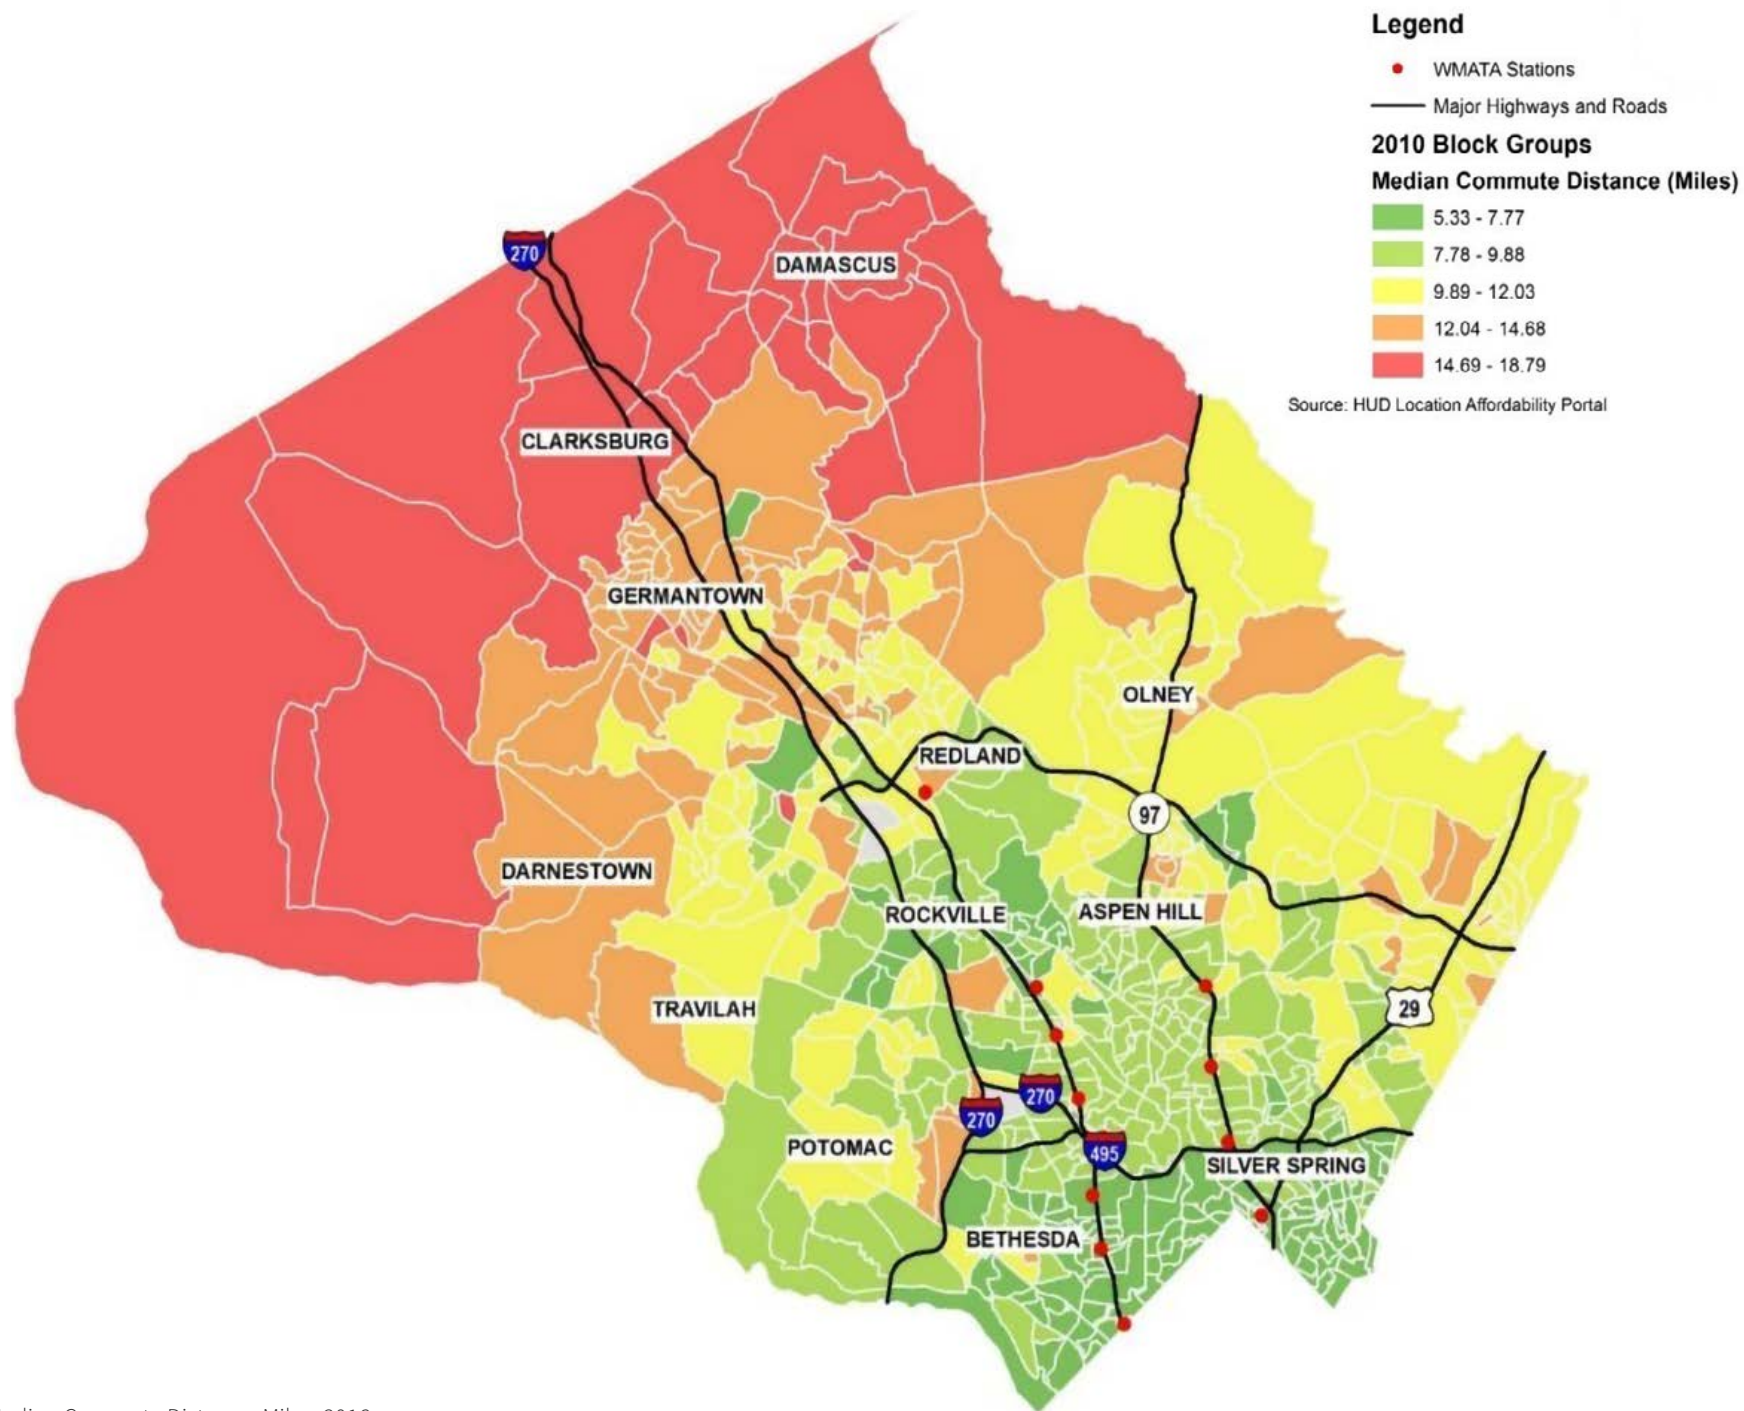 Legend
WMATA Stations
Major Highways and Roads
2010 Block Groups
Median Commute Distance (Miles)
5.33 - 7.77
7.78 - 9.88
9.89 - 12.03
12.04 - 14.68
14.69 - 18.79
Source: HUD Location Affordability Portal
270
DAMASCUS
CLARKSBURG
GERMANTOWN
OLNEY
REDLAND
97
DARNESTOWN
ROCKVILLE
ASPEN HILL
TRAVILAH
29
270
270
POTOMAC
495
SILVER SPRING
BETHESDA